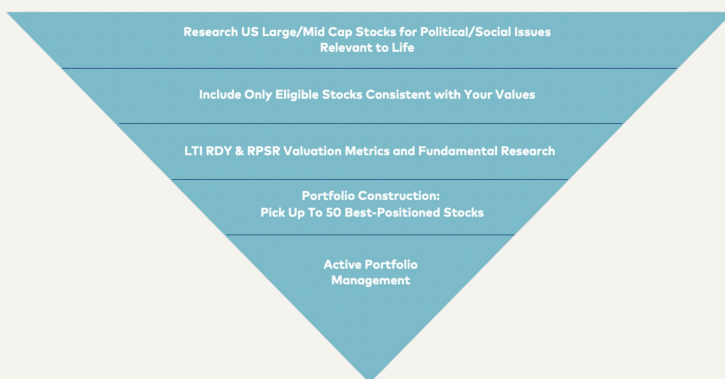 Research US Large/Mid Cap Stocks for Political/Social Issues
Relevant to Life
Include Only Eligible Stocks Consistent with Your Values
LTI RDY & RPSR Valuation Metrics and Fundamental Research
Portfolio Construction:
Pick Up To 50 Best-Positioned Stocks
Active Portfolio
Management